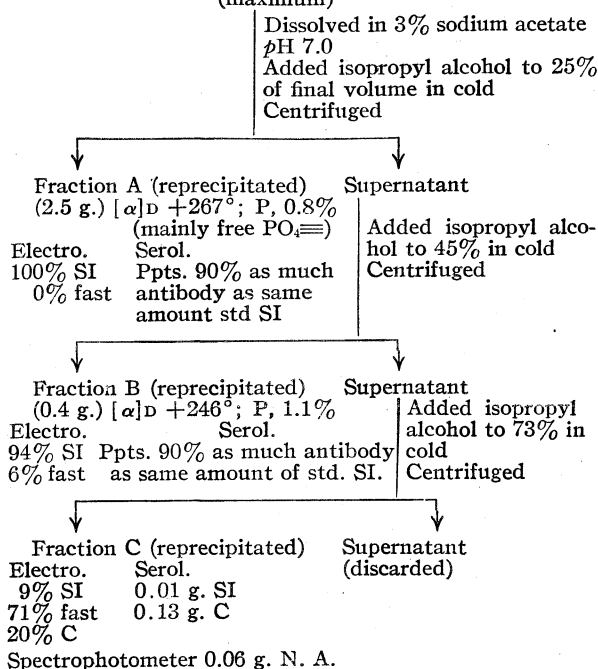 (maximum)
Dissolved in 3% sodium acetate
pH 7.0
Added isopropyl alcohol to 25%
of final volume in cold
Centrifuged
Fraction A (reprecipitated)
(2.5 g.) [α]D +267°; P, 0.8%
(mainly free PO₄≡)
Electro. Serol.
100% SI Ppts. 90% as much
0% fast antibody as same
amount std SI
Supernatant
Added isopropyl alco-
hol to 45% in cold
Centrifuged
Fraction B (reprecipitated)
(0.4 g.) [α]D +246°; P, 1.1%
Electro. Serol.
94% SI Ppts. 90% as much antibody
6% fast as same amount of std. SI.
Supernatant
Added isopropyl
alcohol to 73% in
cold
Centrifuged
Fraction C (reprecipitated)
Electro. Serol.
9% SI 0.01 g. SI
71% fast 0.13 g. C
20% C
Spectrophotometer 0.06 g. N. A.
Supernatant
(discarded)